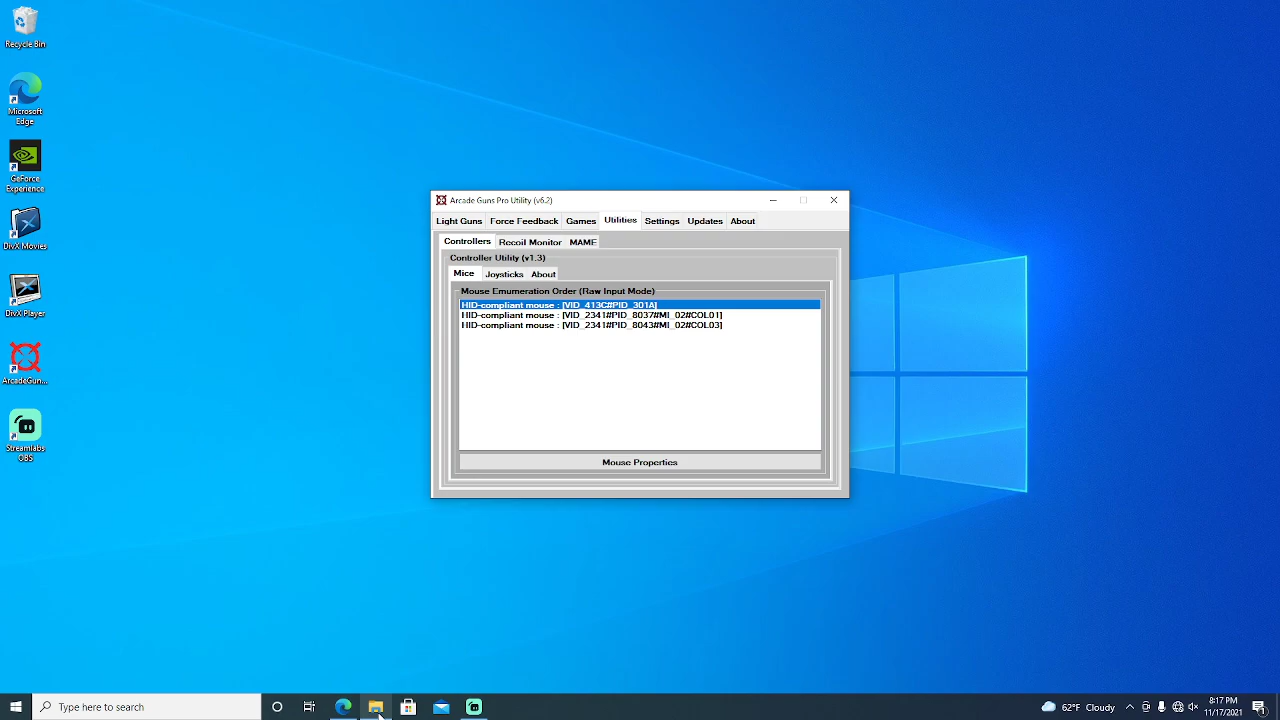 Recycle Bin
Microsoft
Edge
GeForce
Experience
DivX Movies
DivX Player
ArcadeGun...
Streamlabs
OBS
Arcade Guns Pro Utility (v6.2)
Light Guns Force Feedback Games Utilities Settings Updates About
Controllers Recoil Monitor MAME
Controller Utility (v1.3)
Mice Joysticks About
Mouse Enumeration Order (Raw Input Mode)
HID-compliant mouse : [VID_413C#PID_301A]
HID-compliant mouse : [VID_2341#PID_8037#MI_02#COL01]
HID-compliant mouse : [VID_2341#PID_8043#MI_02#COL03]
Mouse Properties
Type here to search
62°F Cloudy
8:17 PM
11/17/2021